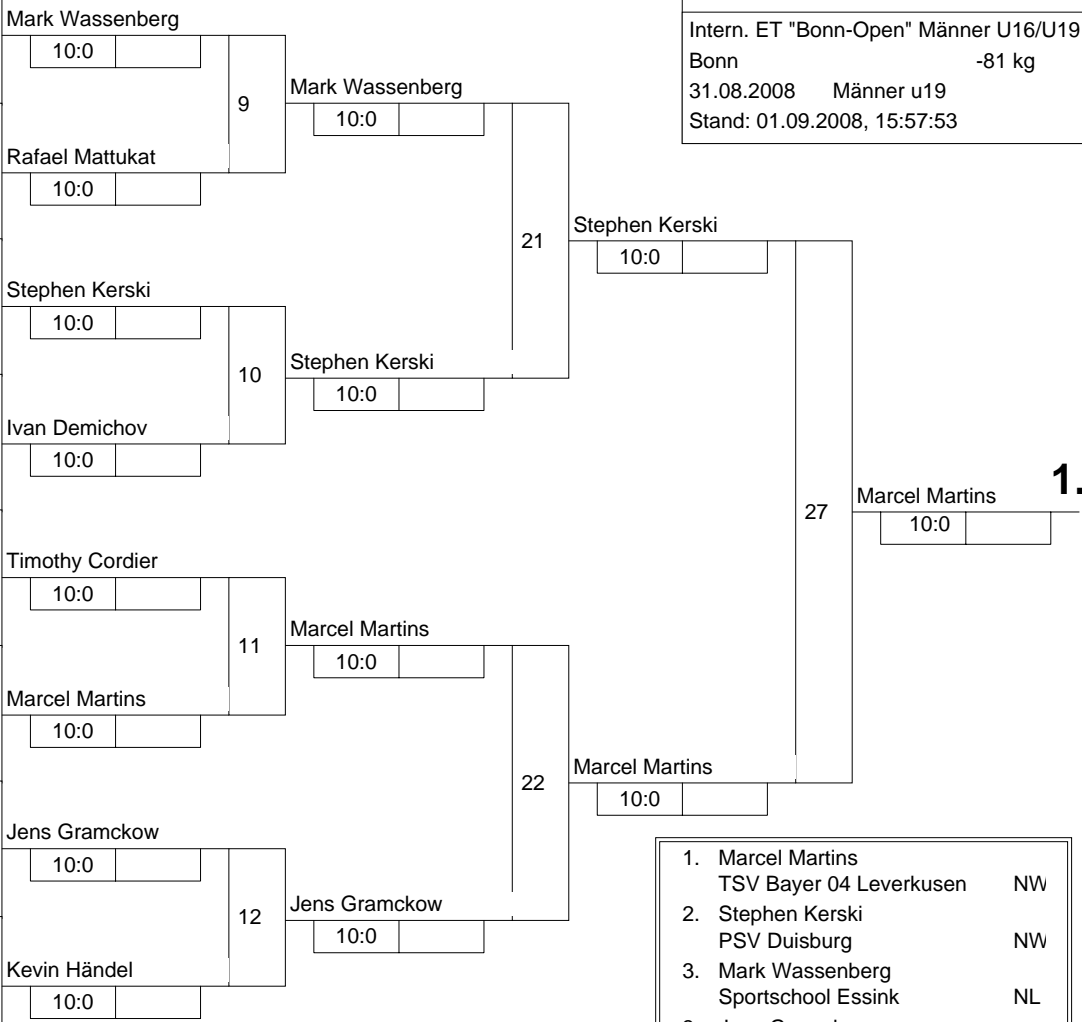 Mark Wassenberg
10:0
9
Rafael Mattukat
10:0
Stephen Kerski
10:0
10
Ivan Demichov
10:0
Timothy Cordier
10:0
11
Marcel Martins
10:0
Jens Gramckow
10:0
12
Kevin Händel
10:0
Mark Wassenberg
10:0
21
Stephen Kerski
10:0
Marcel Martins
10:0
22
Jens Gramckow
10:0
Stephen Kerski
10:0
27
Marcel Martins
10:0
Marcel Martins 1.
10:0
Intern. ET "Bonn-Open" Männer U16/U19
Bonn -81 kg
31.08.2008 Männer u19
Stand: 01.09.2008, 15:57:53
1. Marcel Martins
TSV Bayer 04 Leverkusen NW
2. Stephen Kerski
PSV Duisburg NW
3. Mark Wassenberg
Sportschool Essink NL